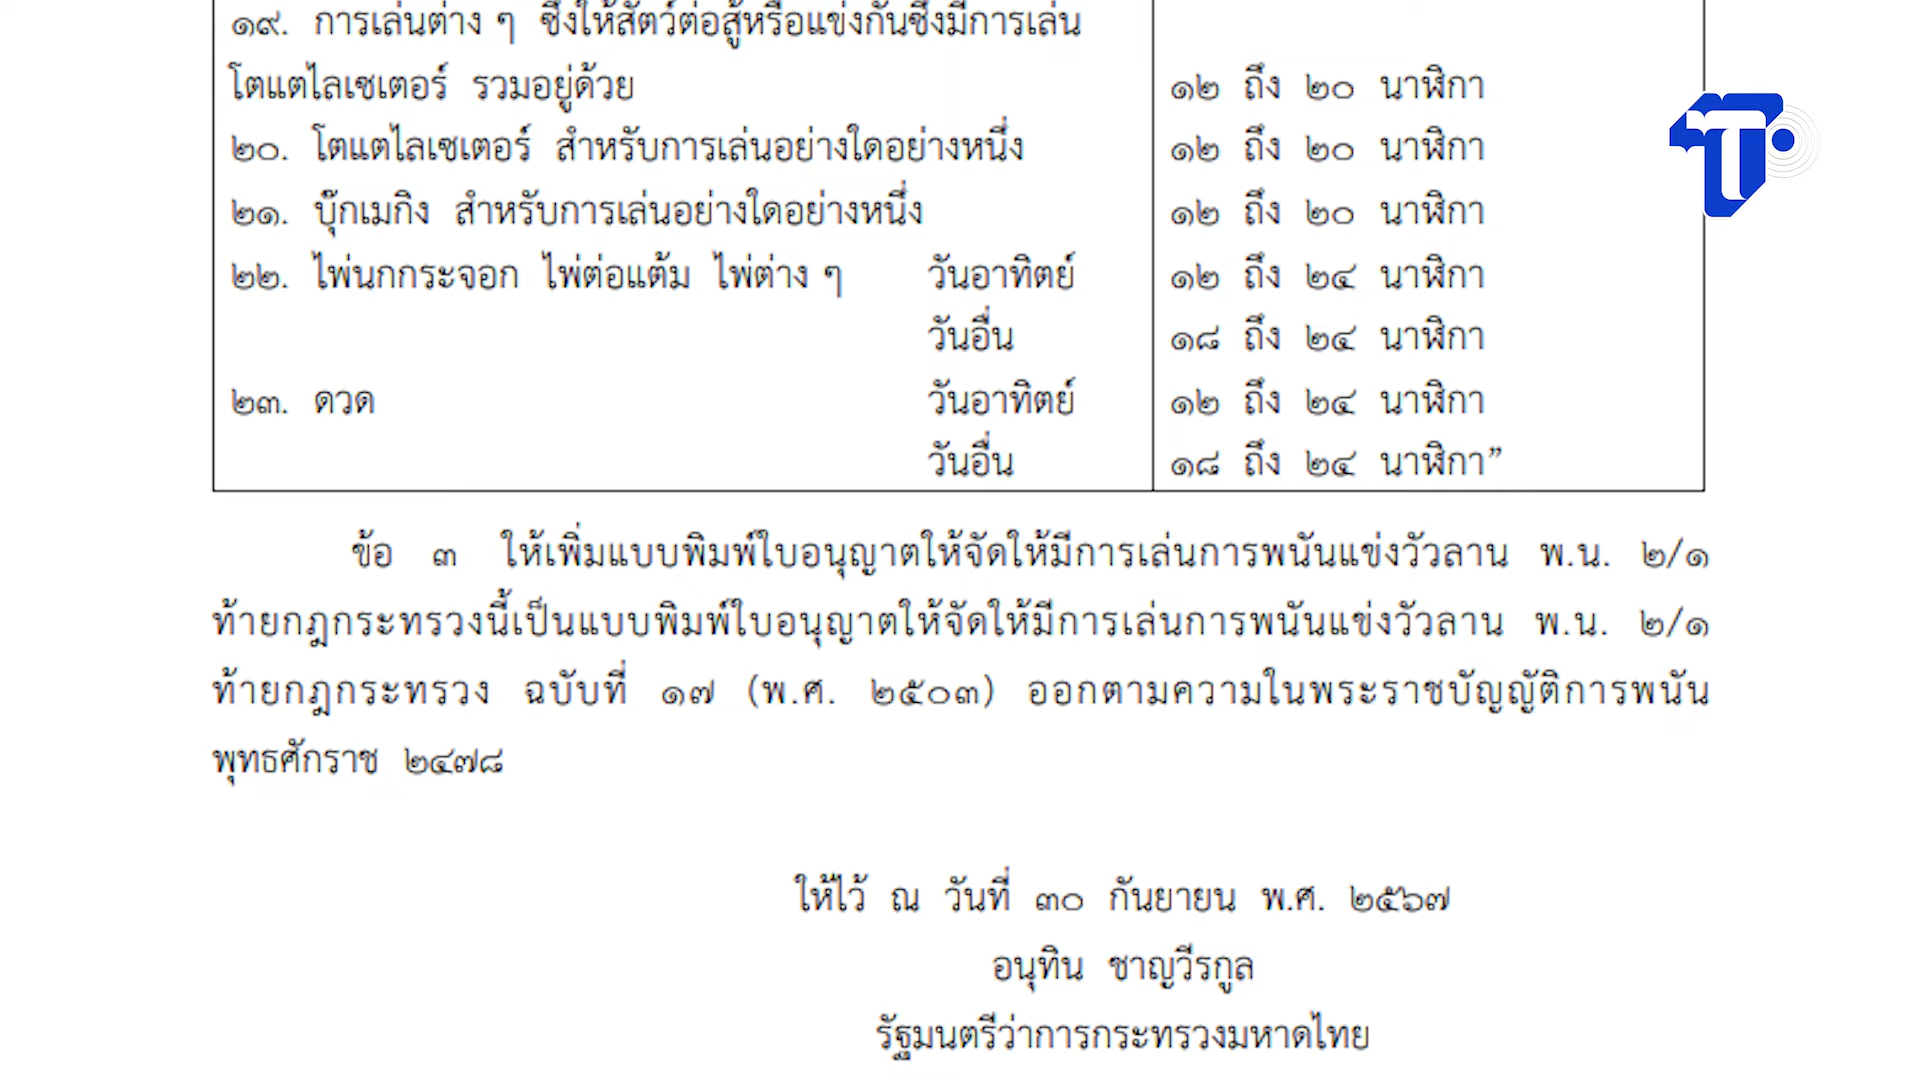 ๑๙. การเล่นต่าง ๆ ซึ่งให้สัตว์ต่อสู้หรือแข่งกันซึ่งมีการเล่น
โตแตไลเซเตอร์ รวมอยู่ด้วย ๑๒ ถึง ๒๐ นาฬิกา
๒๐. โตแตไลเซเตอร์ สำหรับการเล่นอย่างใดอย่างหนึ่ง ๑๒ ถึง ๒๐ นาฬิกา
๒๑. บุ๊กเมกิง สำหรับการเล่นอย่างใดอย่างหนึ่ง ๑๒ ถึง ๒๐ นาฬิกา
๒๒. ไพ่นกกระจอก ไพ่ต่อแต้ม ไพ่ต่าง ๆ วันอาทิตย์ ๑๒ ถึง ๒๔ นาฬิกา
วันอื่น ๑๘ ถึง ๒๔ นาฬิกา
๒๓. ดวด วันอาทิตย์ ๑๒ ถึง ๒๔ นาฬิกา
วันอื่น ๑๘ ถึง ๒๔ นาฬิกา”
ข้อ ๓ ให้เพิ่มแบบพิมพ์ใบอนุญาตให้จัดให้มีการเล่นการพนันแข่งวัวลาน พ.น. ๒/๑
ท้ายกฎกระทรวงนี้เป็นแบบพิมพ์ใบอนุญาตให้จัดให้มีการเล่นการพนันแข่งวัวลาน พ.น. ๒/๑
ท้ายกฎกระทรวง ฉบับที่ ๑๗ (พ.ศ. ๒๕๐๓) ออกตามความในพระราชบัญญัติการพนัน
พุทธศักราช ๒๔๗๘
ให้ไว้ ณ วันที่ ๓๐ กันยายน พ.ศ. ๒๕๖๗
อนุทิน ชาญวีรกูล
รัฐมนตรีว่าการกระทรวงมหาดไทย